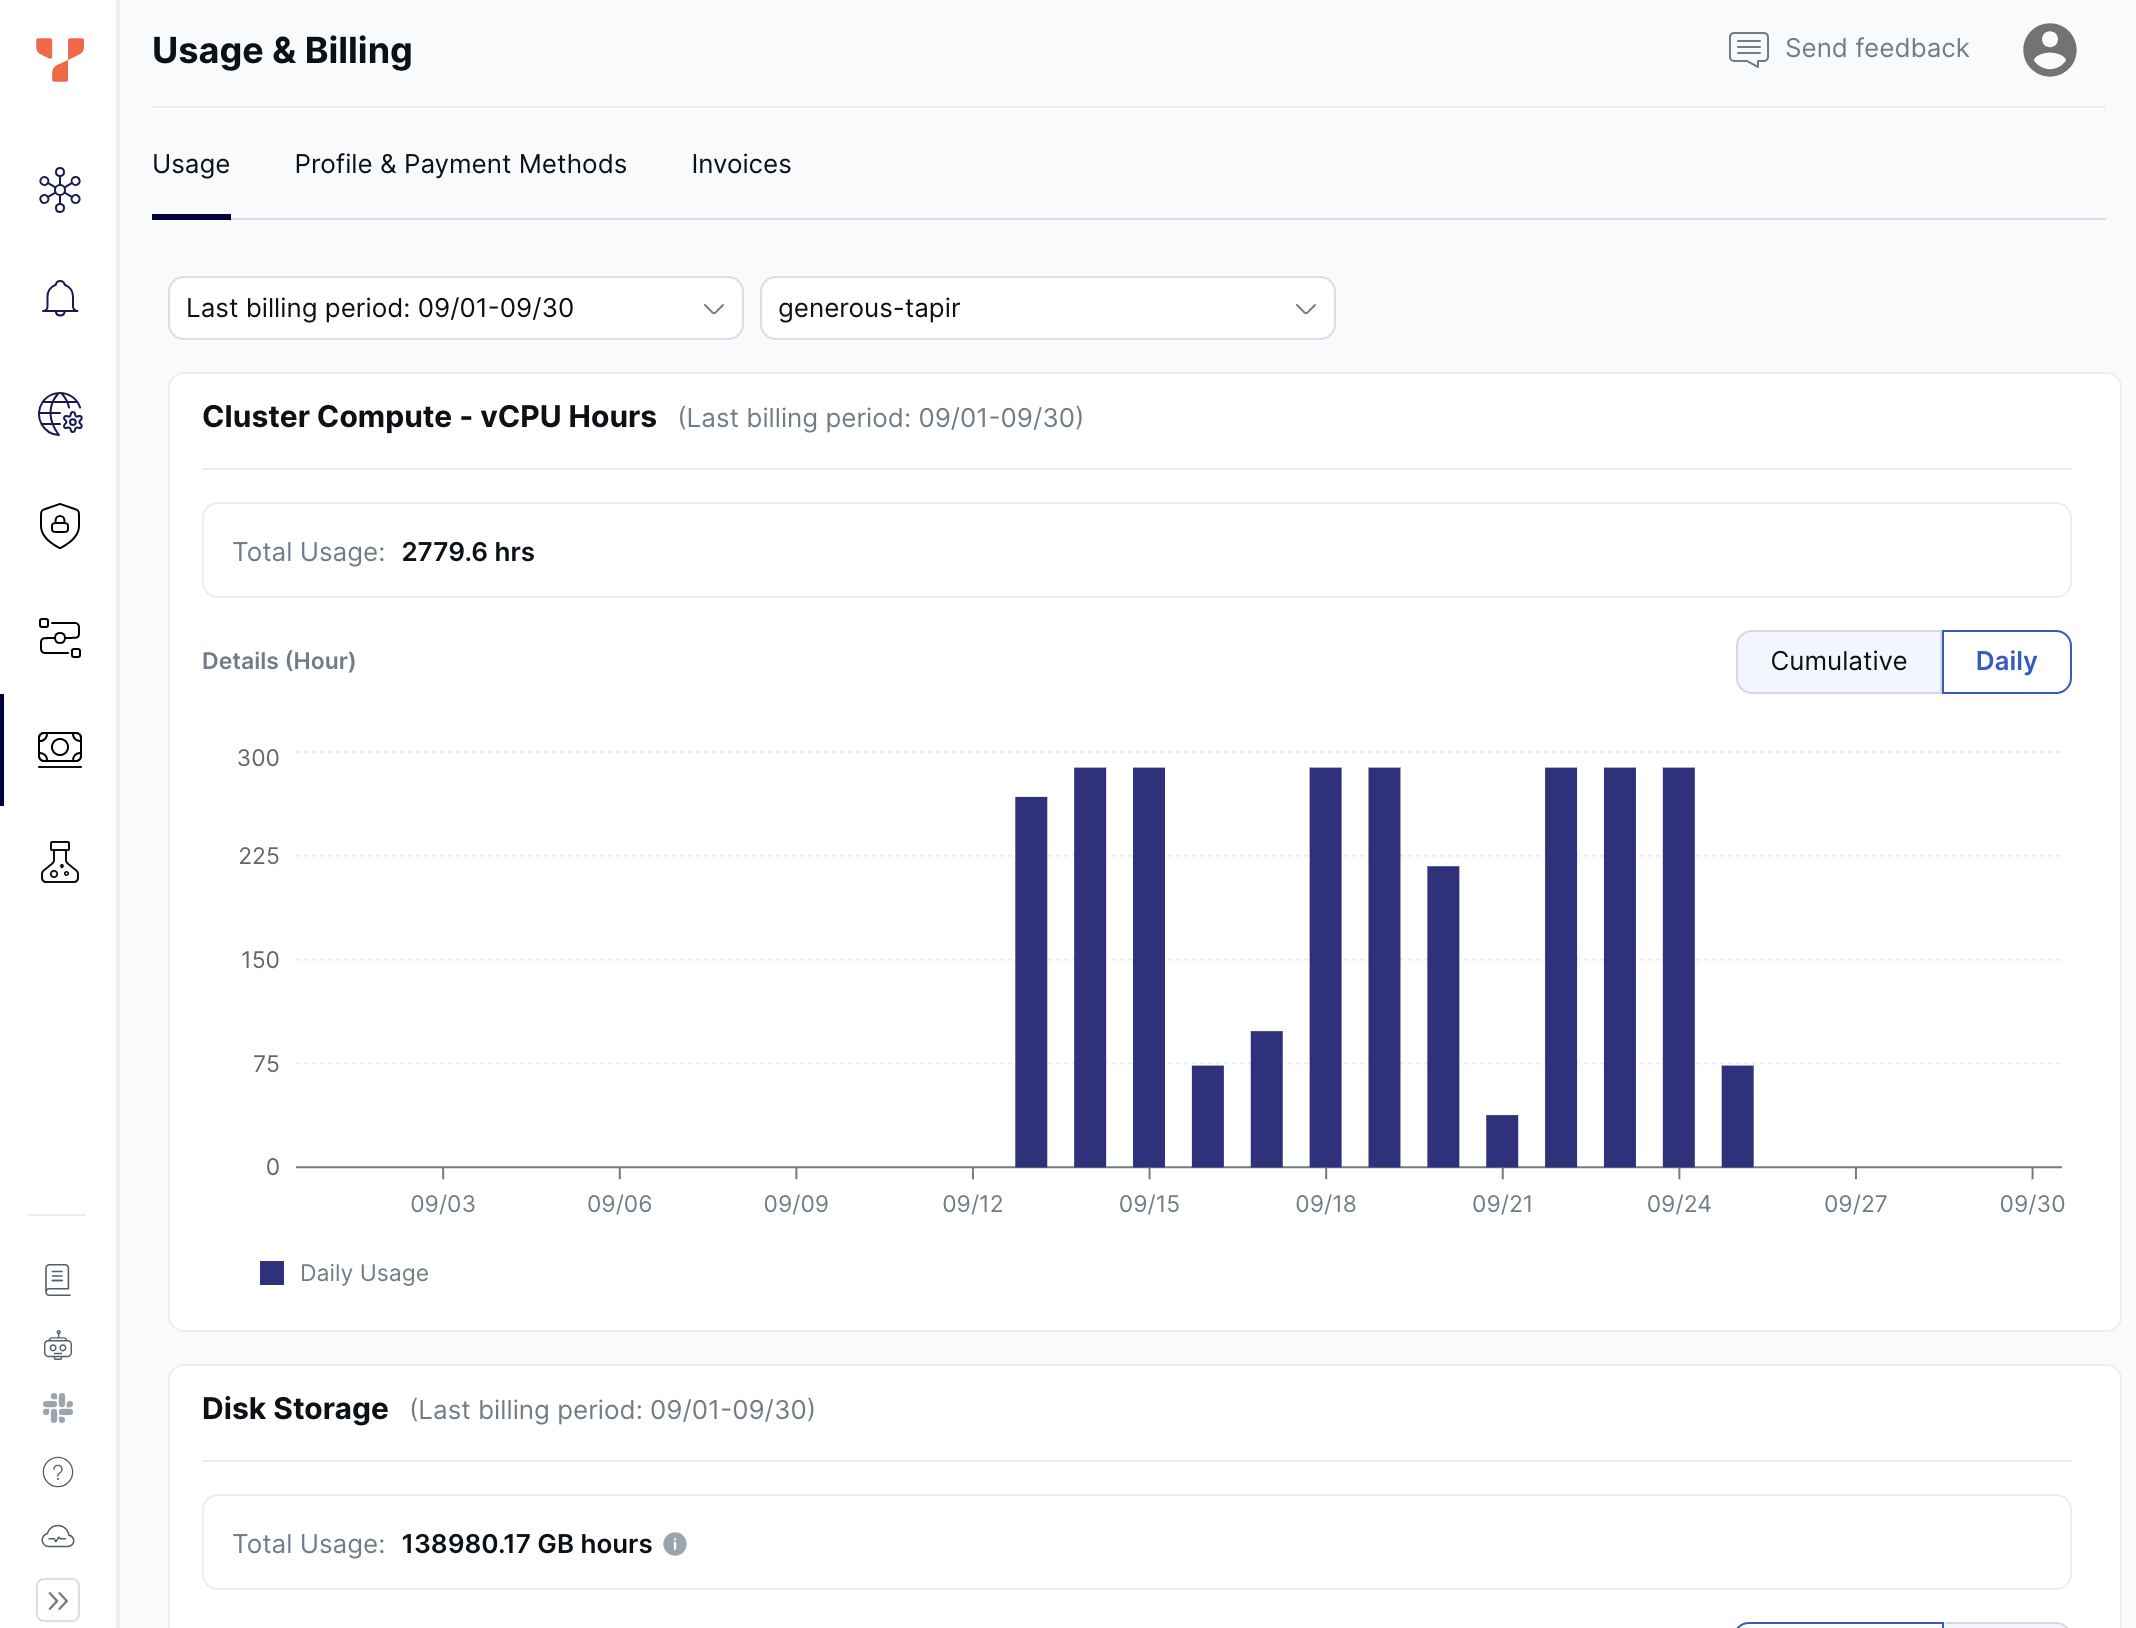 Usage & Billing
Send feedback
Usage
Profile & Payment Methods
Invoices
Last billing period: 09/01-09/30
generous-tapir
Cluster Compute - vCPU Hours (Last billing period: 09/01-09/30)
Total Usage: 2779.6 hrs
Details (Hour)
Cumulative
Daily
300
225
150
75
0
09/03 09/06 09/09 09/12 09/15 09/18 09/21 09/24 09/27 09/30
Daily Usage
Disk Storage (Last billing period: 09/01-09/30)
Total Usage: 138980.17 GB hours